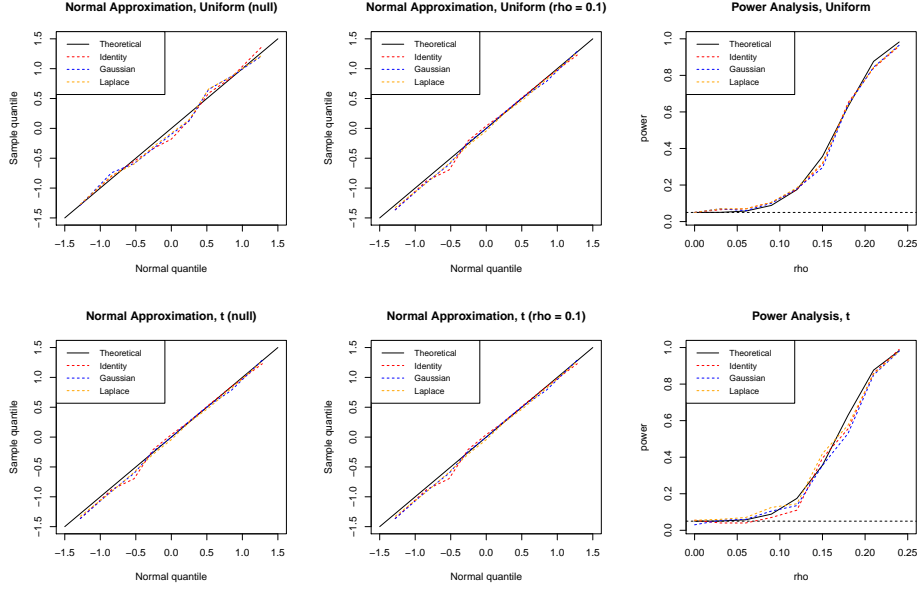 Normal Approximation, Uniform (null)
Theoretical
Identity
Gaussian
Laplace
Sample quantile
1.5
1.0
0.5
0.0
−0.5
−1.0
−1.5
−1.5 −1.0 −0.5 0.0 0.5 1.0 1.5
Normal quantile
Normal Approximation, Uniform (rho = 0.1)
Theoretical
Identity
Gaussian
Laplace
Sample quantile
1.5
1.0
0.5
0.0
−0.5
−1.0
−1.5
−1.5 −1.0 −0.5 0.0 0.5 1.0 1.5
Normal quantile
Power Analysis, Uniform
Theoretical
Identity
Gaussian
Laplace
power
1.0
0.8
0.6
0.4
0.2
0.0
0.00 0.05 0.10 0.15 0.20 0.25
rho
Normal Approximation, t (null)
Theoretical
Identity
Gaussian
Laplace
Sample quantile
1.5
1.0
0.5
0.0
−0.5
−1.0
−1.5
−1.5 −1.0 −0.5 0.0 0.5 1.0 1.5
Normal quantile
Normal Approximation, t (rho = 0.1)
Theoretical
Identity
Gaussian
Laplace
Sample quantile
1.5
1.0
0.5
0.0
−0.5
−1.0
−1.5
−1.5 −1.0 −0.5 0.0 0.5 1.0 1.5
Normal quantile
Power Analysis, t
Theoretical
Identity
Gaussian
Laplace
power
1.0
0.8
0.6
0.4
0.2
0.0
0.00 0.05 0.10 0.15 0.20 0.25
rho